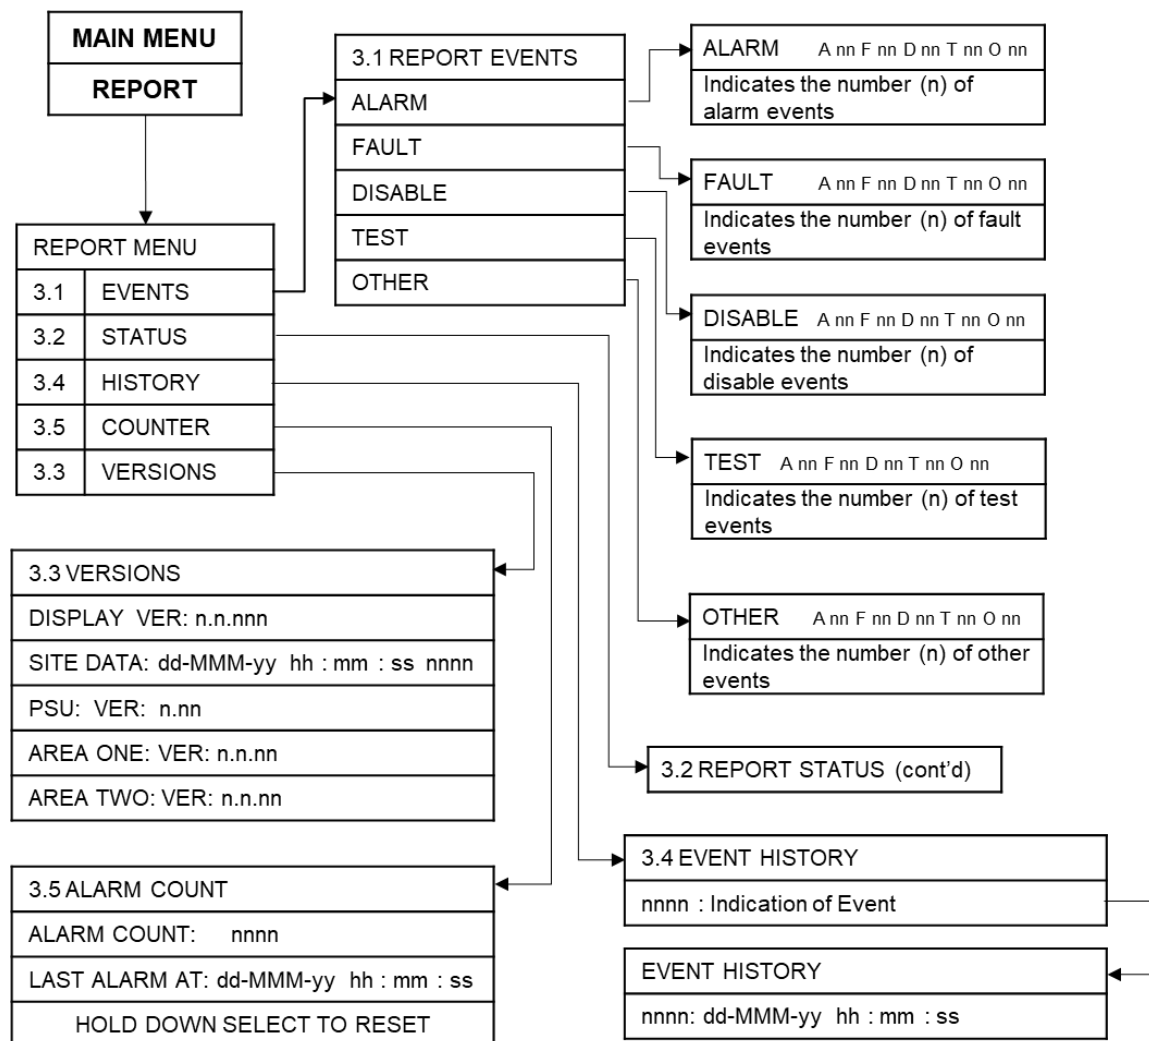 MAIN MENU
REPORT
REPORT MENU
3.1 EVENTS
3.2 STATUS
3.4 HISTORY
3.5 COUNTER
3.3 VERSIONS
3.1 REPORT EVENTS
ALARM
FAULT
DISABLE
TEST
OTHER
ALARM A nn F nn D nn T nn O nn
Indicates the number (n) of
alarm events
FAULT A nn F nn D nn T nn O nn
Indicates the number (n) of fault
events
DISABLE A nn F nn D nn T nn O nn
Indicates the number (n) of
disable events
TEST A nn F nn D nn T nn O nn
Indicates the number (n) of test
events
OTHER A nn F nn D nn T nn O nn
Indicates the number (n) of other
events
3.3 VERSIONS
DISPLAY VER: n.n.nnn
SITE DATA: dd-MMM-yy hh : mm : ss nnnn
PSU: VER: n.nn
AREA ONE: VER: n.n.nn
AREA TWO: VER: n.n.nn
3.2 REPORT STATUS (cont’d)
3.5 ALARM COUNT
ALARM COUNT: nnnn
LAST ALARM AT: dd-MMM-yy hh : mm : ss
HOLD DOWN SELECT TO RESET
3.4 EVENT HISTORY
nnnn : Indication of Event
EVENT HISTORY
nnnn: dd-MMM-yy hh : mm : ss